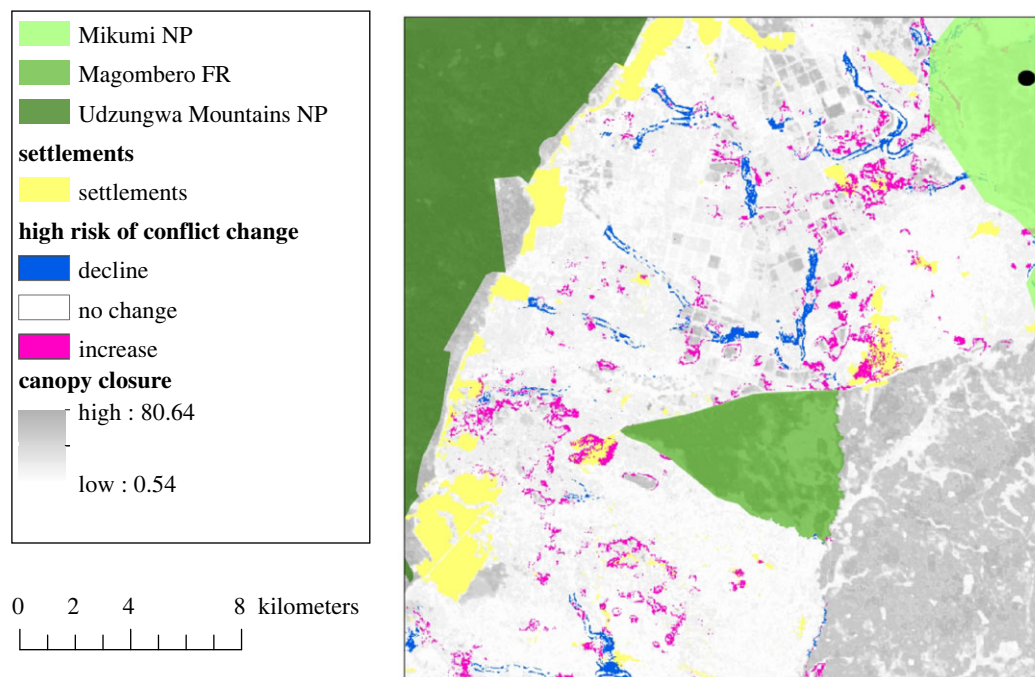 Mikumi NP
Magombero FR
Udzungwa Mountains NP
settlements
settlements
high risk of conflict change
decline
no change
increase
canopy closure
high : 80.64
low : 0.54
0 2 4 8 kilometers